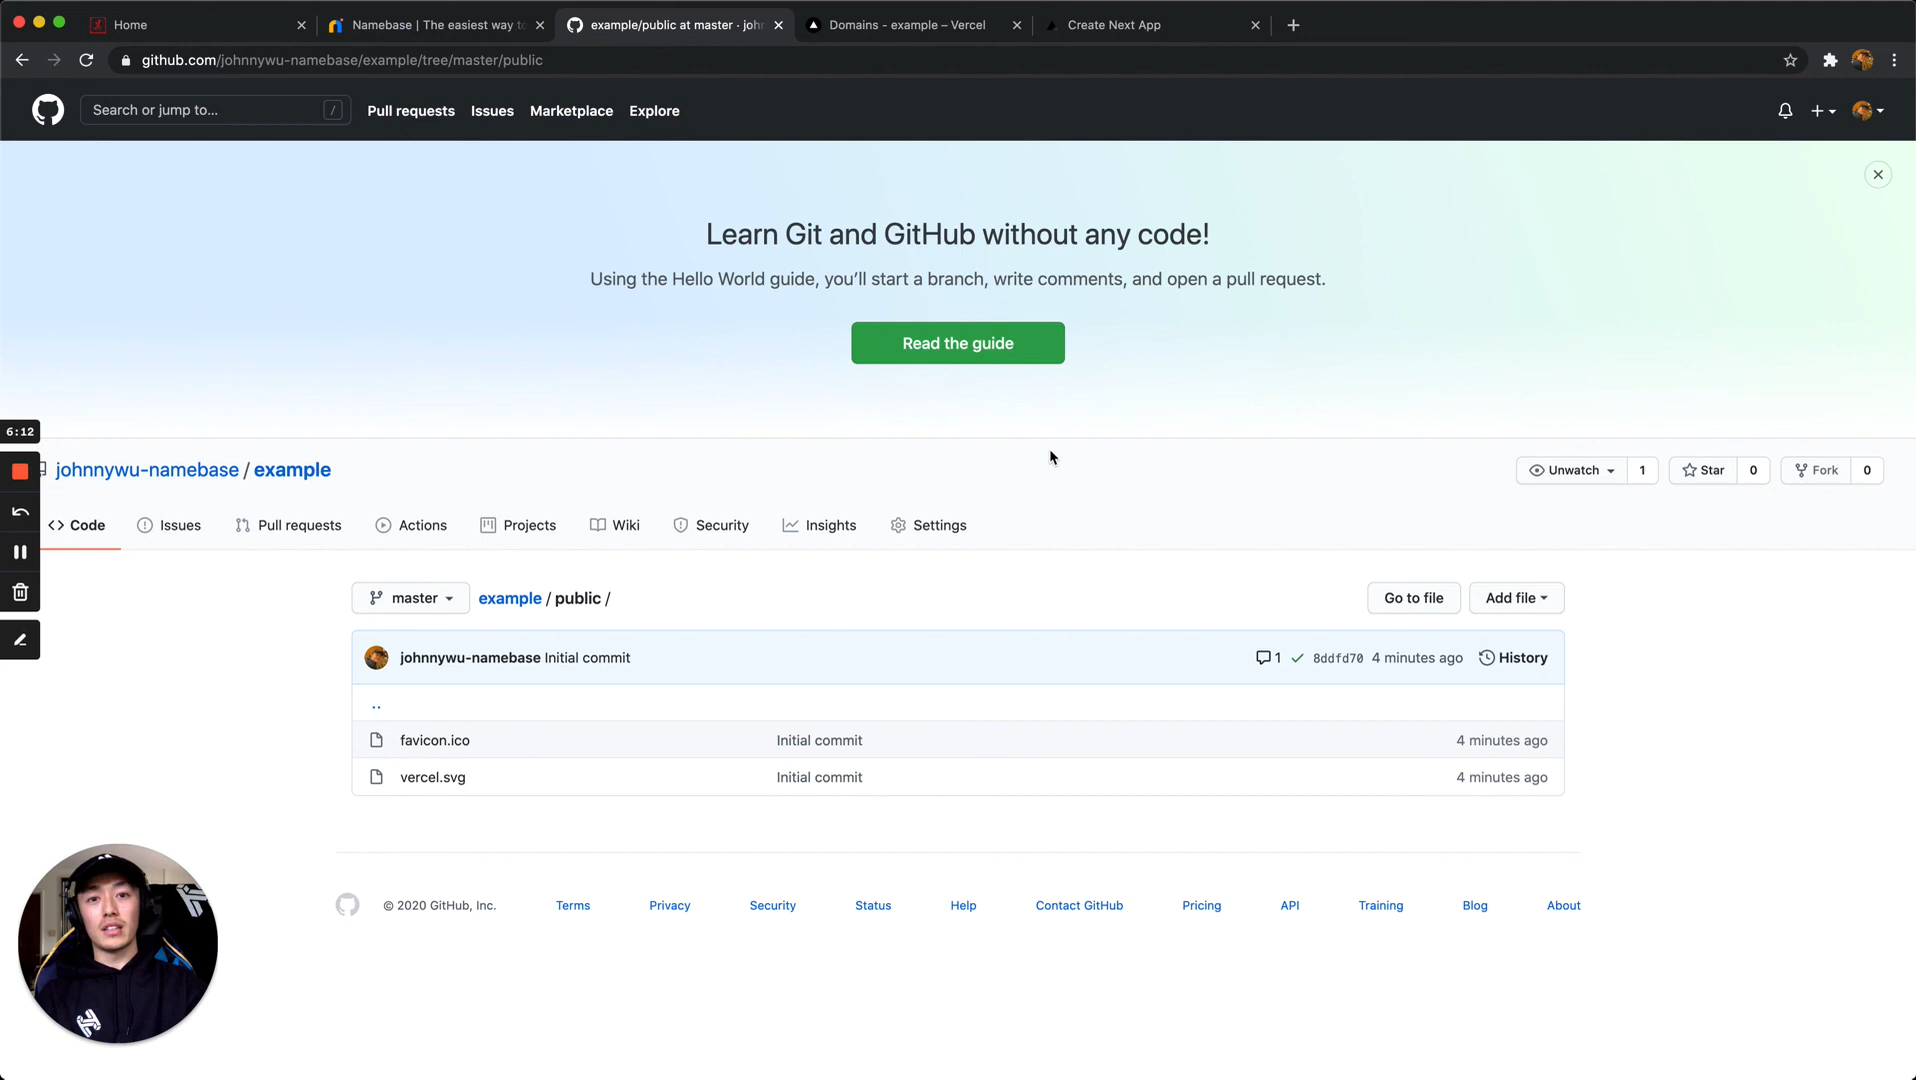 Home
Namebase | The easiest way to
example/public at master · joh
Domains - example – Vercel
Create Next App
github.com/johnnywu-namebase/example/tree/master/public
Search or jump to...
/
Pull requests
Issues
Marketplace
Explore
Learn Git and GitHub without any code!
Using the Hello World guide, you’ll start a branch, write comments, and open a pull request.
Read the guide
6:12
johnnywu-namebase / example
Unwatch
1
Star
0
Fork
0
Code
Issues
Pull requests
Actions
Projects
Wiki
Security
Insights
Settings
master
example / public /
Go to file
Add file
johnnywu-namebase Initial commit
1
8ddfd70
4 minutes ago
History
..
favicon.ico
Initial commit
4 minutes ago
vercel.svg
Initial commit
4 minutes ago
© 2020 GitHub, Inc.
Terms
Privacy
Security
Status
Help
Contact GitHub
Pricing
API
Training
Blog
About